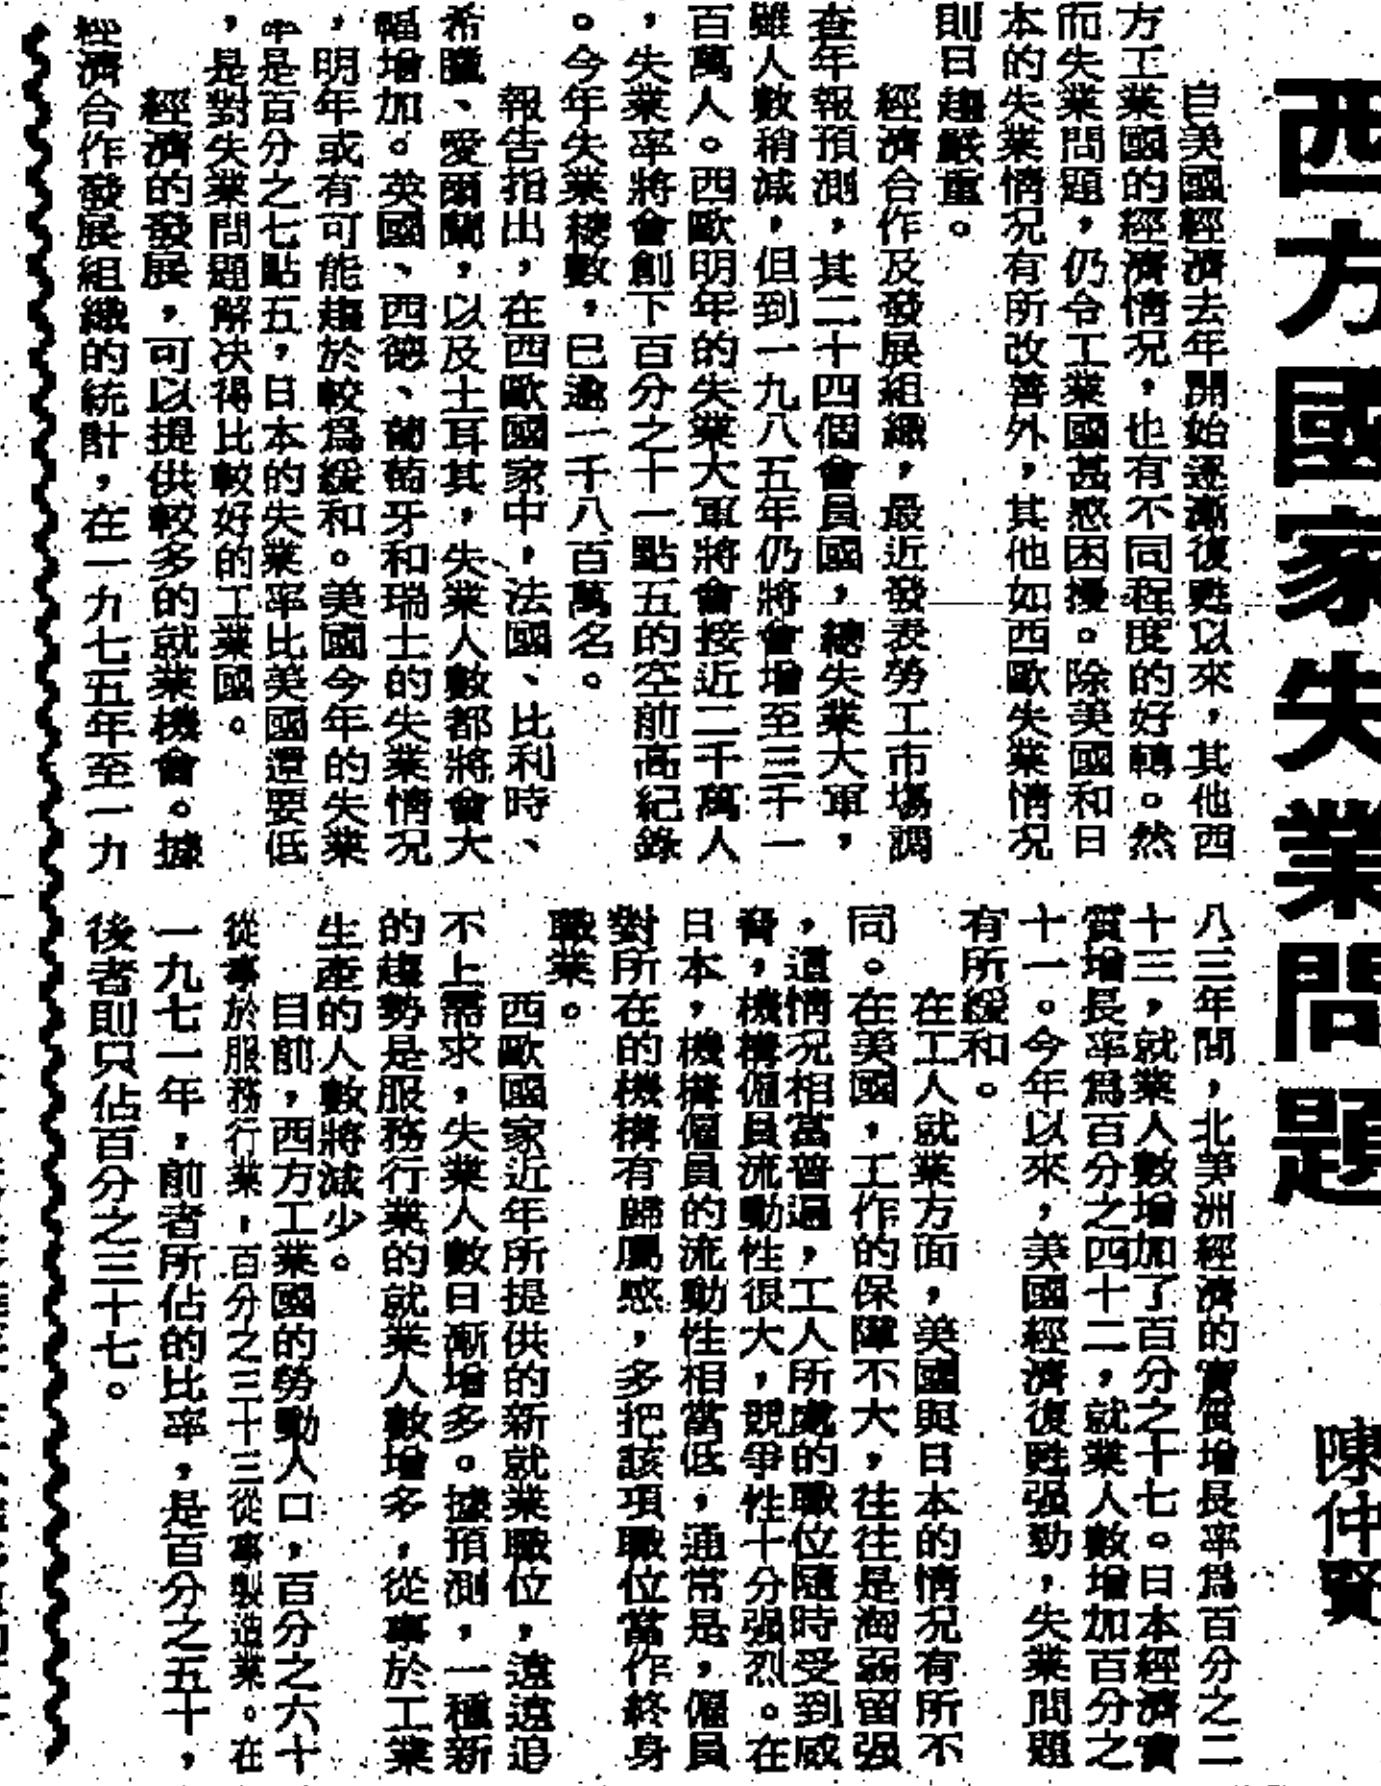 西方國家失業問題
陳仲賢
自美國經濟去年開始逐漸復甦以來，其他西
方工業國的經濟情况，也有不同程度的好轉。然
而失業問題，仍令工業國甚感困擾。除美國和日
本的失業情况有所改善外，其他如西歐失業情况
則日趨嚴重。
經濟合作及發展組織，最近發表勞工市場調
查年報預測，其二十四個會員國，總失業大軍，
雖人數稍減，但到一九八五年仍將會增至三千一
百萬人。西歐明年的失業大軍將會接近二千萬人
，失業率將會創下百分之十一點五的空前高紀錄
。今年失業總數，已逾一千八百萬名。
報告指出，在西歐國家中，法國、比利時、
希臘、愛爾蘭，以及土耳其，失業人數都將會大
幅增加。英國、西德、葡萄牙和瑞士的失業情况
，明年或有可能趨於較爲緩和。美國今年的失業
率是百分之七點五，日本的失業率比美國還要低
，是對失業問題解决得比較好的工業國。
經濟的發展，可以提供較多的就業機會。據
經濟合作發展組織的統計，在一九七五年至一九
八三年間，北美洲經濟的實質增長率爲百分之二
十三，就業人數增加了百分之十七。日本經濟實
質增長率爲百分之四十二，就業人數增加百分之
十一。今年以來，美國經濟復甦强勁，失業問題
有所緩和。
在工人就業方面，美國與日本的情况有所不
同。在美國，工作的保障不大，往往是淘弱留强
，這情况相當普遍，工人所處的職位隨時受到威
脅，機構僱員流動性很大，競爭性十分强烈。在
日本，機構僱員的流動性相當低，通常是，僱員
對所在的機構有歸屬感，多把該項職位當作終身
職業。
西歐國家近年所提供的新就業職位，遠遠追
不上需求，失業人數日漸增多。據預測，一種新
的趨勢是服務行業的就業人數增多，從事於工業
生產的人數將減少。
目前，西方工業國的勞動人口，百分之六十
從事於服務行業，百分之三十三從事製造業。在
一九七一年，前者所佔的比率，是百分之五十，
後者則只佔百分之三十七。